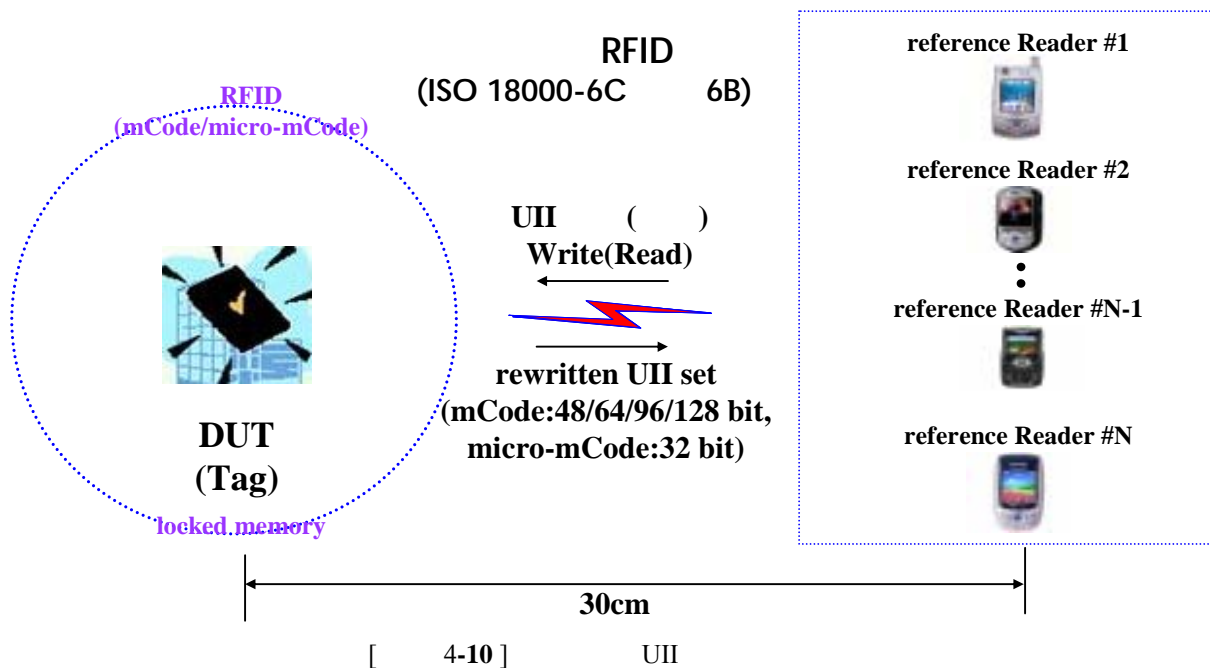 RFID
(ISO 18000-6C 6B)
RFID
(mCode/micro-mCode)
DUT
(Tag)
locked memory
UII ( )
Write(Read)
rewritten UII set
(mCode:48/64/96/128 bit,
micro-mCode:32 bit)
reference Reader #1
reference Reader #2
reference Reader #N-1
reference Reader #N
30cm
[ 4-10 ] UII